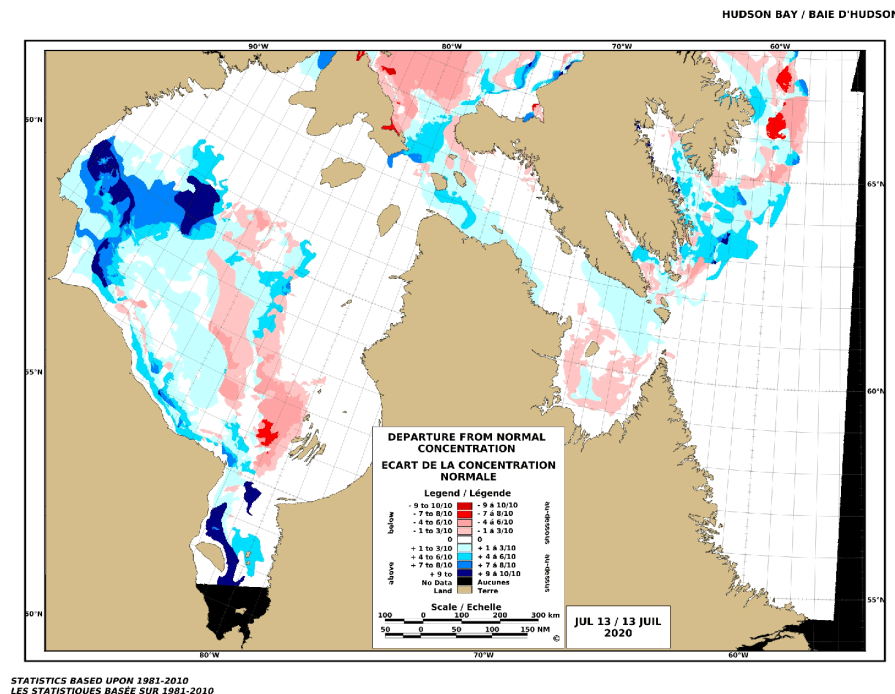 HUDSON BAY / BAIE D'HUDSON
90°W 80°W 70°W 60°W
60°N
65°N
55°N
60°N
50°N
55°N
80°W 70°W 60°W
DEPARTURE FROM NORMAL
CONCENTRATION
ECART DE LA CONCENTRATION
NORMALE
Legend / Légende
below
- 9 to 10/10 - 9 à 10/10
- 7 to 8/10 - 7 à 8/10
- 4 to 6/10 - 4 à 6/10
- 1 to 3/10 - 1 à 3/10
au-dessous
0 0
above
+ 1 to 3/10 + 1 à 3/10
+ 4 to 6/10 + 4 à 6/10
+ 7 to 8/10 + 7 à 8/10
+ 9 to + 9 à 10/10
au-dessus
No Data Aucunes
Land Terre
Scale / Echelle
100 0 100 200 300 km
50 0 50 100 150 NM
©
JUL 13 / 13 JUIL
2020
STATISTICS BASED UPON 1981-2010
LES STATISTIQUES BASÉE SUR 1981-2010